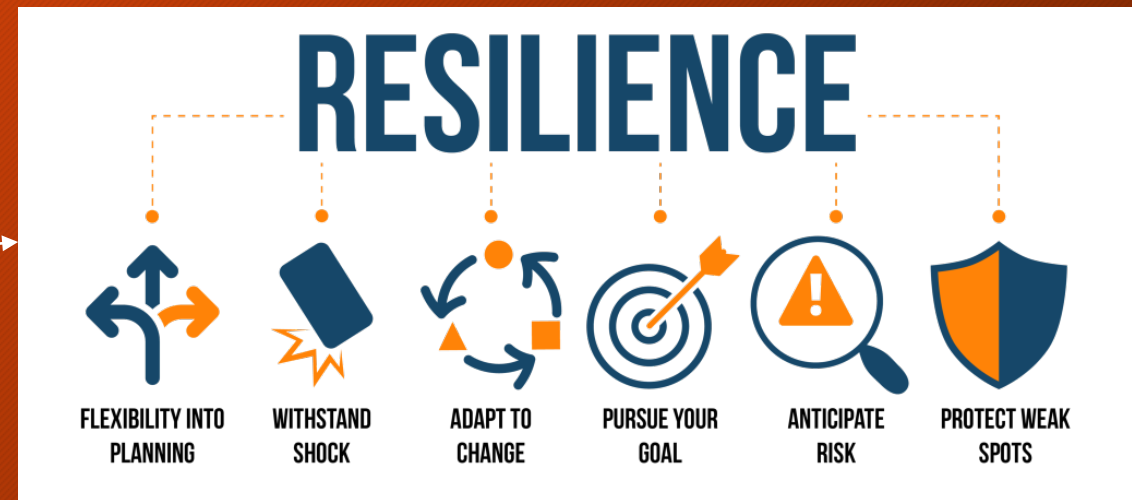 RESILIENCE
FLEXIBILITY INTO
PLANNING
WITHSTAND
SHOCK
ADAPT TO
CHANGE
PURSUE YOUR
GOAL
ANTICIPATE
RISK
PROTECT WEAK
SPOTS